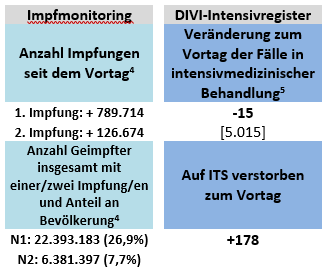 Impfmonitoring
Anzahl Impfungen
seit dem Vortag⁴
1. Impfung: + 789.714
2. Impfung: + 126.674
Anzahl Geimpfter
insgesamt mit
einer/zwei Impfung/en
und Anteil an
Bevölkerung⁴
N1: 22.393.183 (26,9%)
N2: 6.381.397 (7,7%)
DIVI-Intensivregister
Veränderung zum
Vortag der Fälle in
intensivmedizinischer
Behandlung⁵
-15
[5.015]
Auf ITS verstorben
zum Vortag
+178